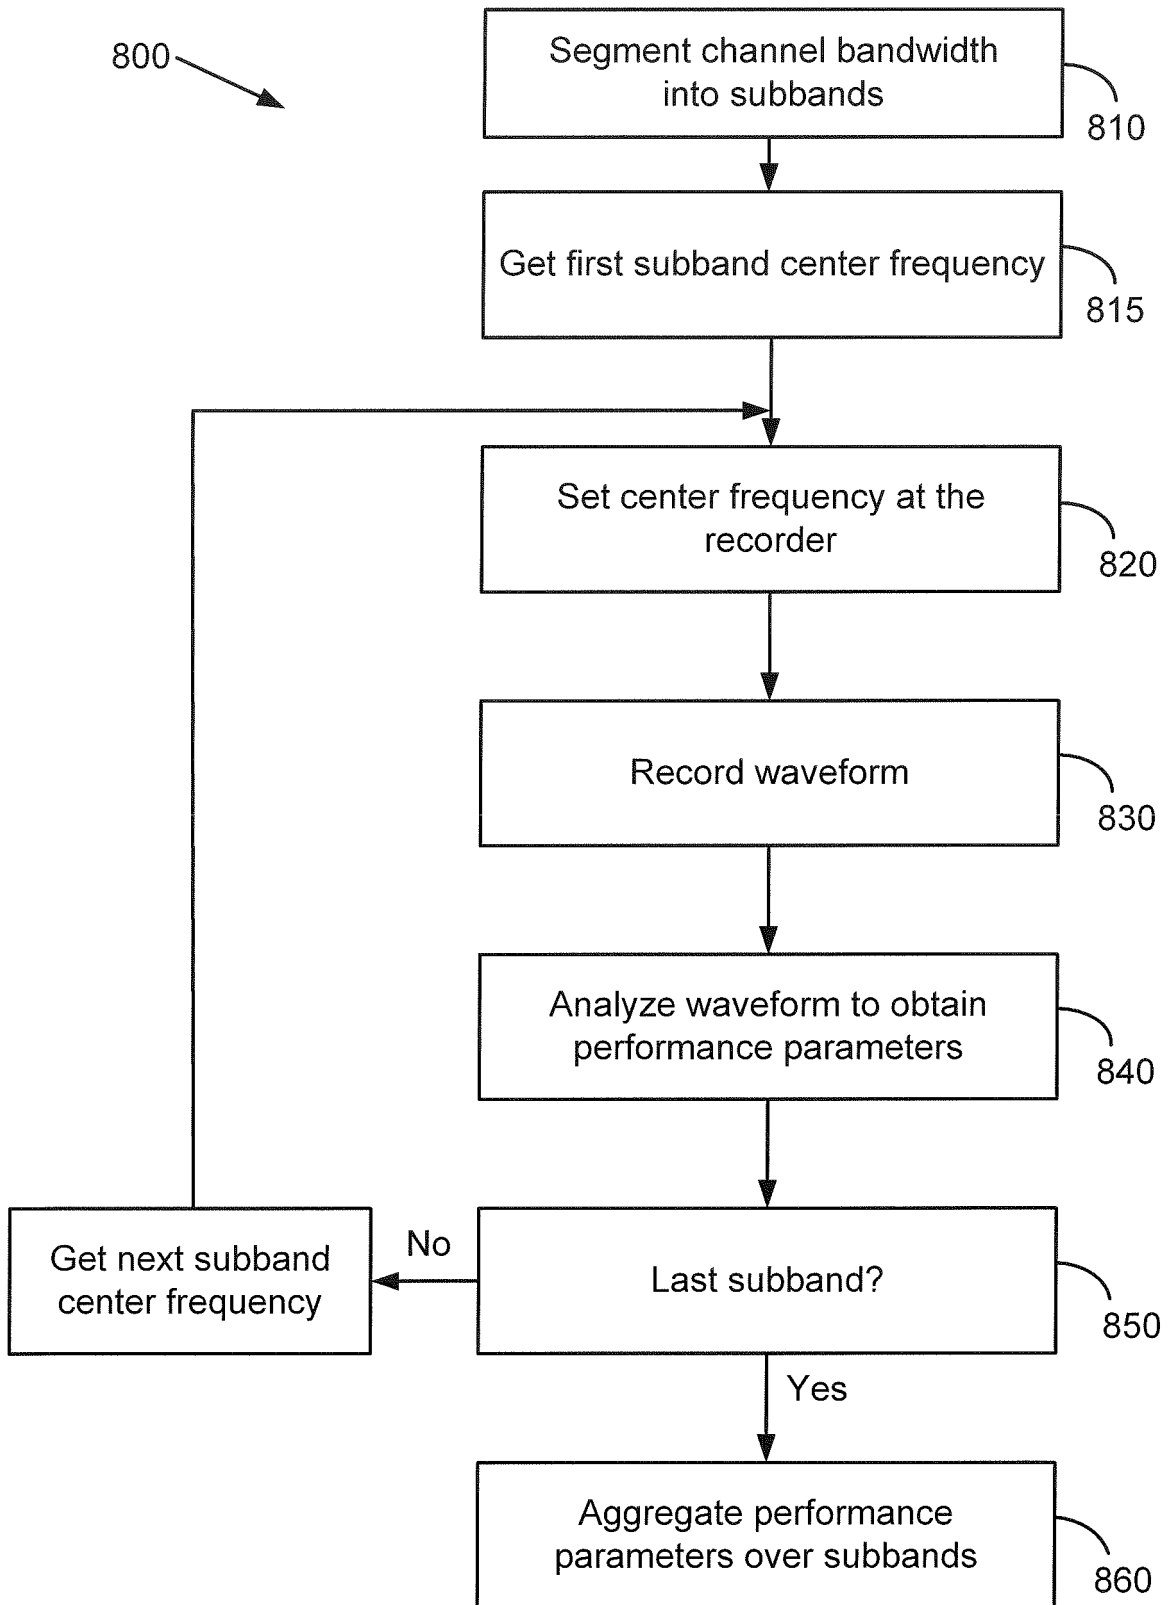 800
Segment channel bandwidth
into subbands
810
Get first subband center frequency
815
Set center frequency at the
recorder
820
Record waveform
830
Analyze waveform to obtain
performance parameters
840
Get next subband
center frequency
No
Last subband?
850
Yes
Aggregate performance
parameters over subbands
860